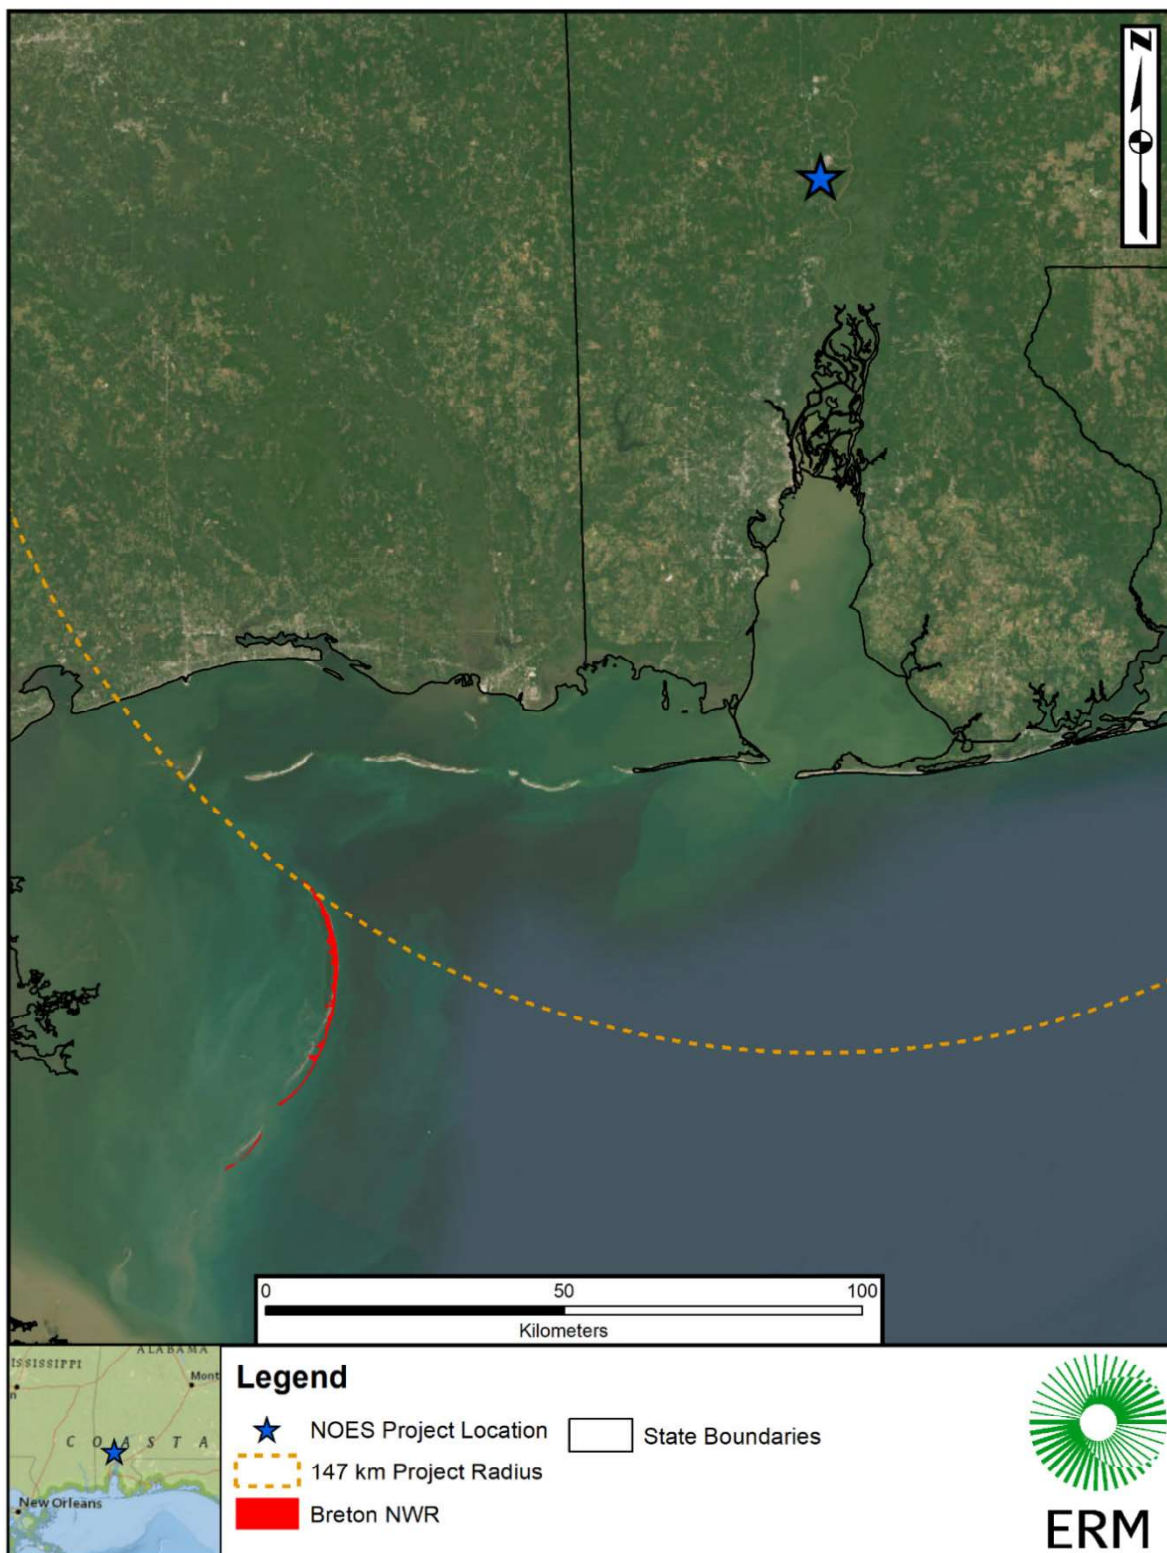 N
0 50 100
Kilometers
ISSISSIPPI
ALABAMA
Mont
n
C O A S T A
New Orleans
Legend
NOES Project Location
State Boundaries
147 km Project Radius
Breton NWR
ERM